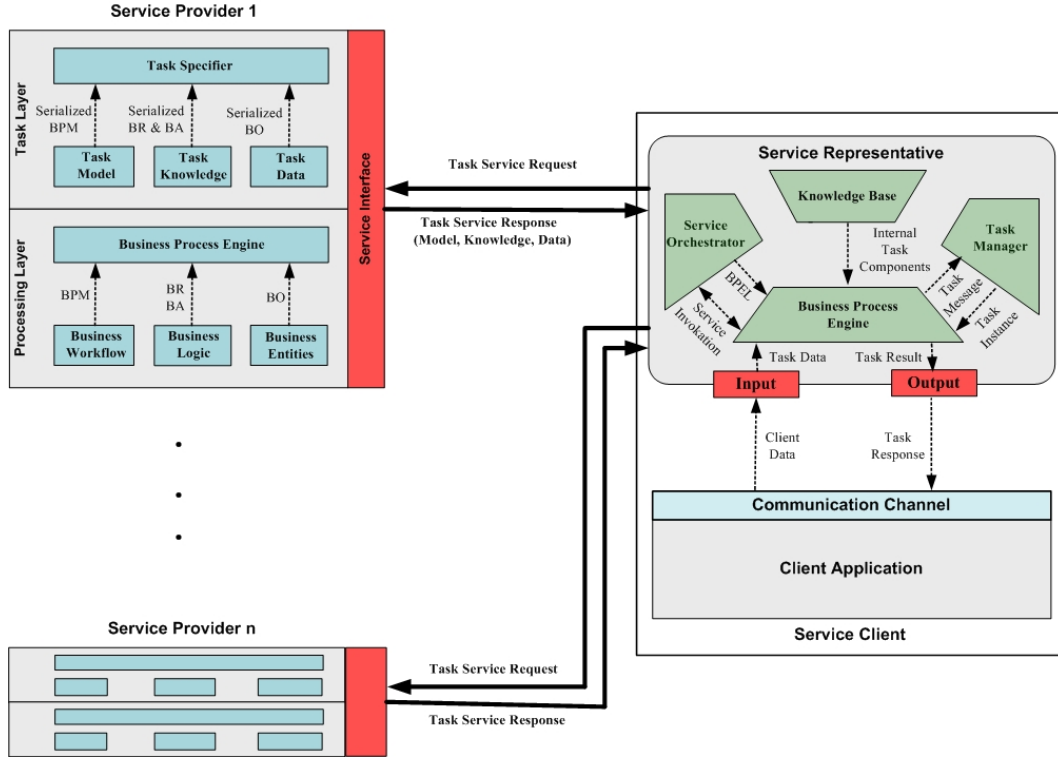 Service Provider 1
Task Layer
Task Specifier
Serialized
BPM
Serialized
BR & BA
Serialized
BO
Task
Model
Task
Knowledge
Task
Data
Processing Layer
Business Process Engine
BPM
BR
BA
BO
Business
Workflow
Business
Logic
Business
Entities
Service Interface
Task Service Request
Task Service Response
(Model, Knowledge, Data)
Service Representative
Knowledge Base
Service
Orchestrator
Task
Manager
Internal
Task
Components
BPEL
Service
Invokation
Task
Message
Task
Instance
Business Process
Engine
Task Data
Task Result
Input
Output
Client
Data
Task
Response
Communication Channel
Client Application
Service Client
Service Provider n
Task Service Request
Task Service Response